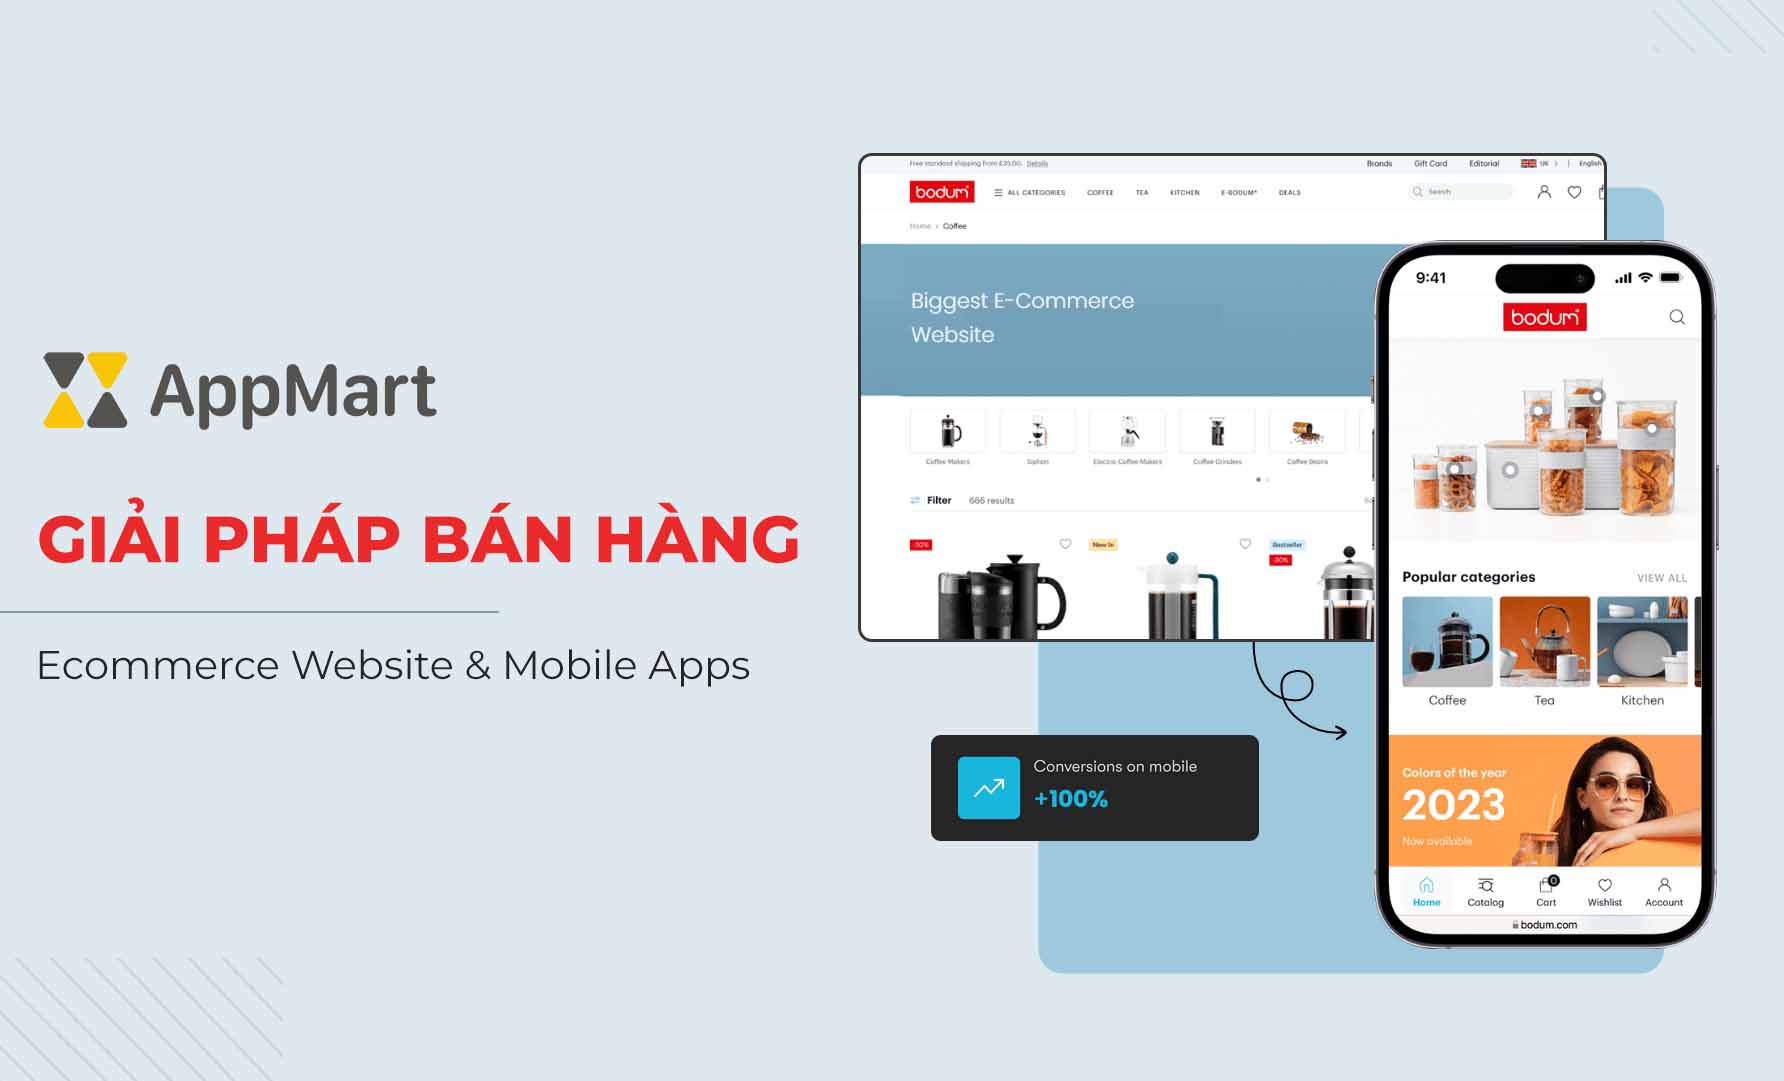 AppMart
GIẢI PHÁP BÁN HÀNG
Ecommerce Website & Mobile Apps
Free standard shipping from £35.00. Details
Brands Gift Card Editorial UK English
bodum
ALL CATEGORIES COFFEE TEA KITCHEN E-BODUM® DEALS
Search
Home > Coffee
Biggest E-Commerce
Website
Coffee Makers Siphon Electric Coffee Makers Coffee Grinders Coffee Beans
Filter 666 results
-50% New In Bestseller
-30%
Conversions on mobile
+100%
9:41
bodum
Popular categories VIEW ALL
Coffee Tea Kitchen
Colors of the year
2023
Now available
0
Home Catalog Cart Wishlist Account
bodum.com